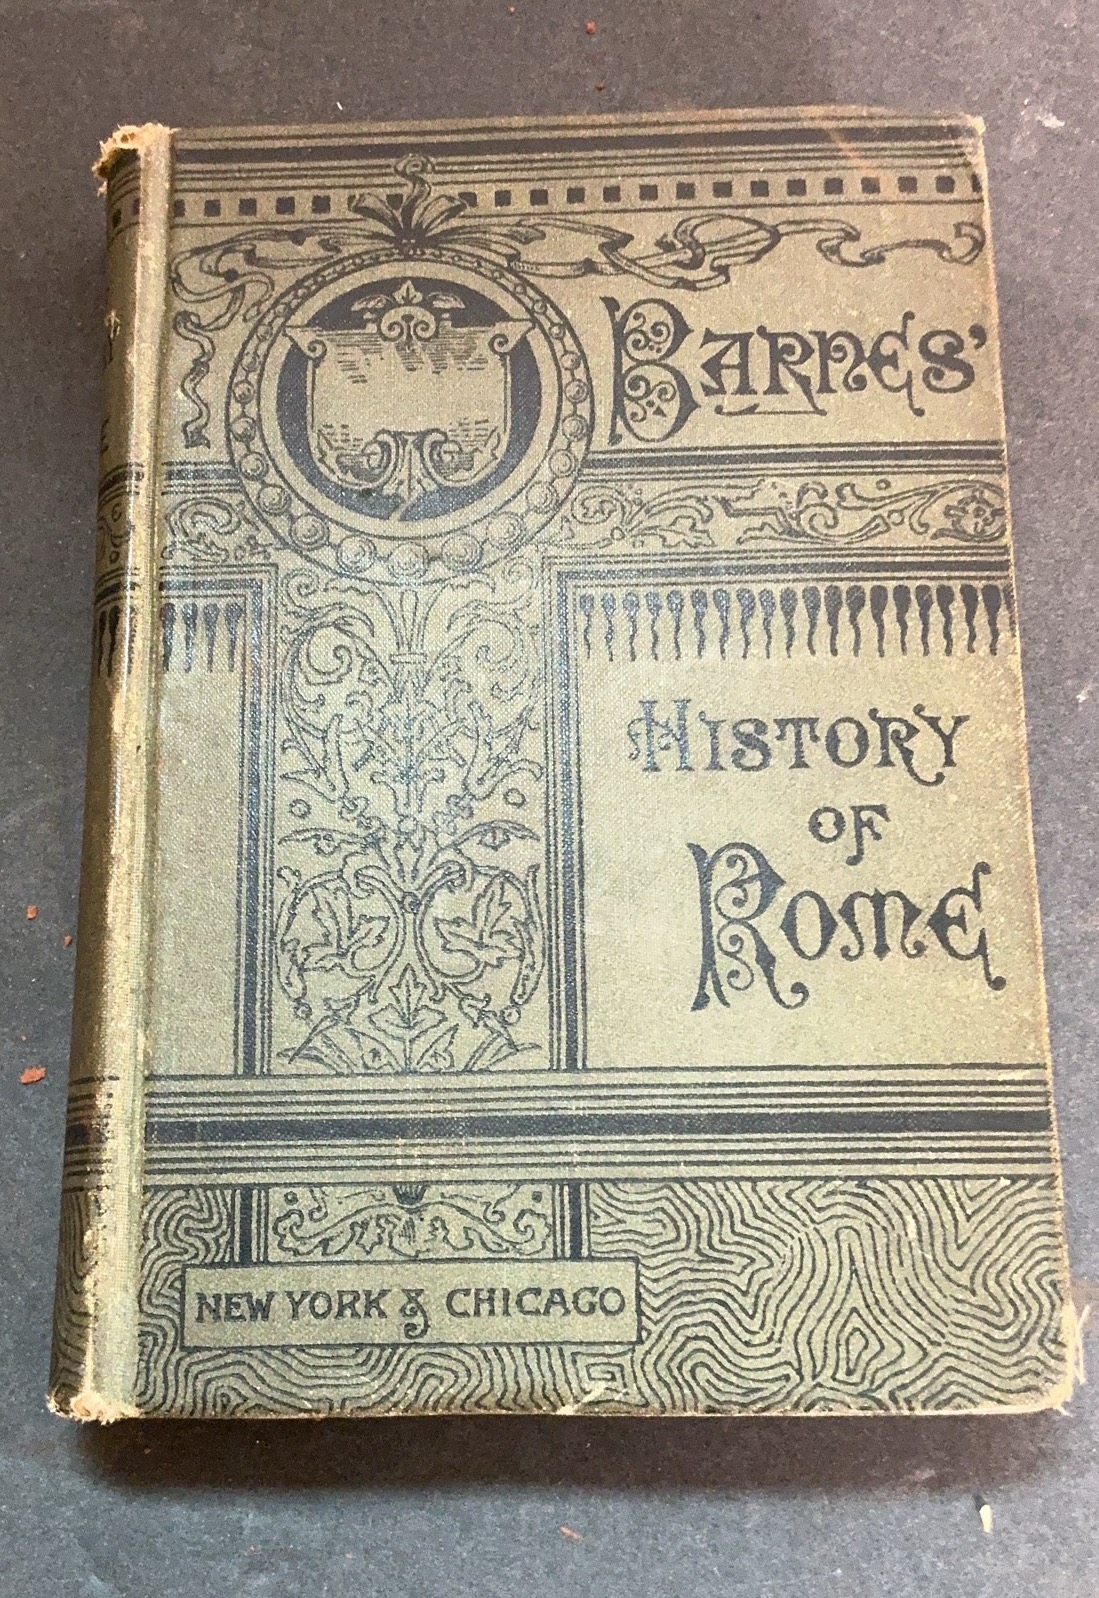 BARNES'
HISTORY
OF
ROME
NEW YORK & CHICAGO